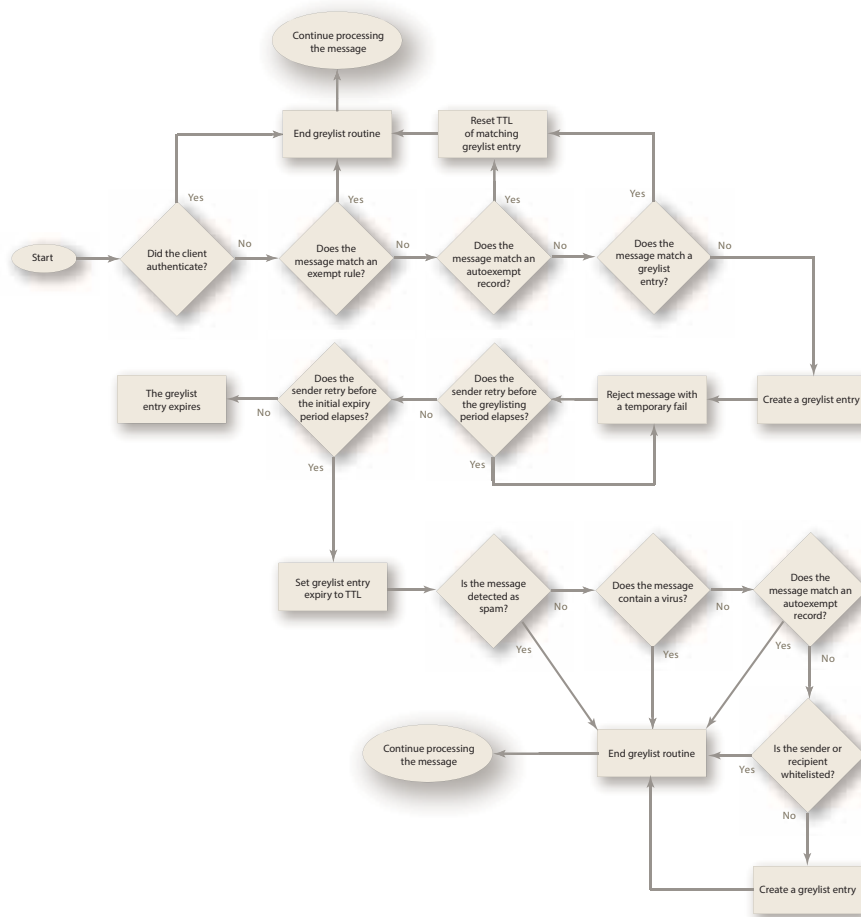 Continue processing
the message
End greylist routine
Reset TTL
of matching
greylist entry
Yes
Yes
Yes
Yes
Start
Did the client
authenticate?
No
Does the
message match an
exempt rule?
No
Does the
message match an
autoexempt
record?
No
Does the
message match a
greylist
entry?
No
The greylist
entry expires
No
Does the
sender retry before
the initial expiry
period elapses?
No
Does the
sender retry before
the greylisting
period elapses?
Reject message with
a temporary fail
Create a greylist entry
Yes
Yes
Set greylist entry
expiry to TTL
Is the message
detected as
spam?
No
Does the message
contain a virus?
No
Does the
message match an
autoexempt
record?
Yes
Yes
Yes
No
Continue processing
the message
End greylist routine
Yes
Is the sender or
recipient
whitelisted?
No
Create a greylist entry